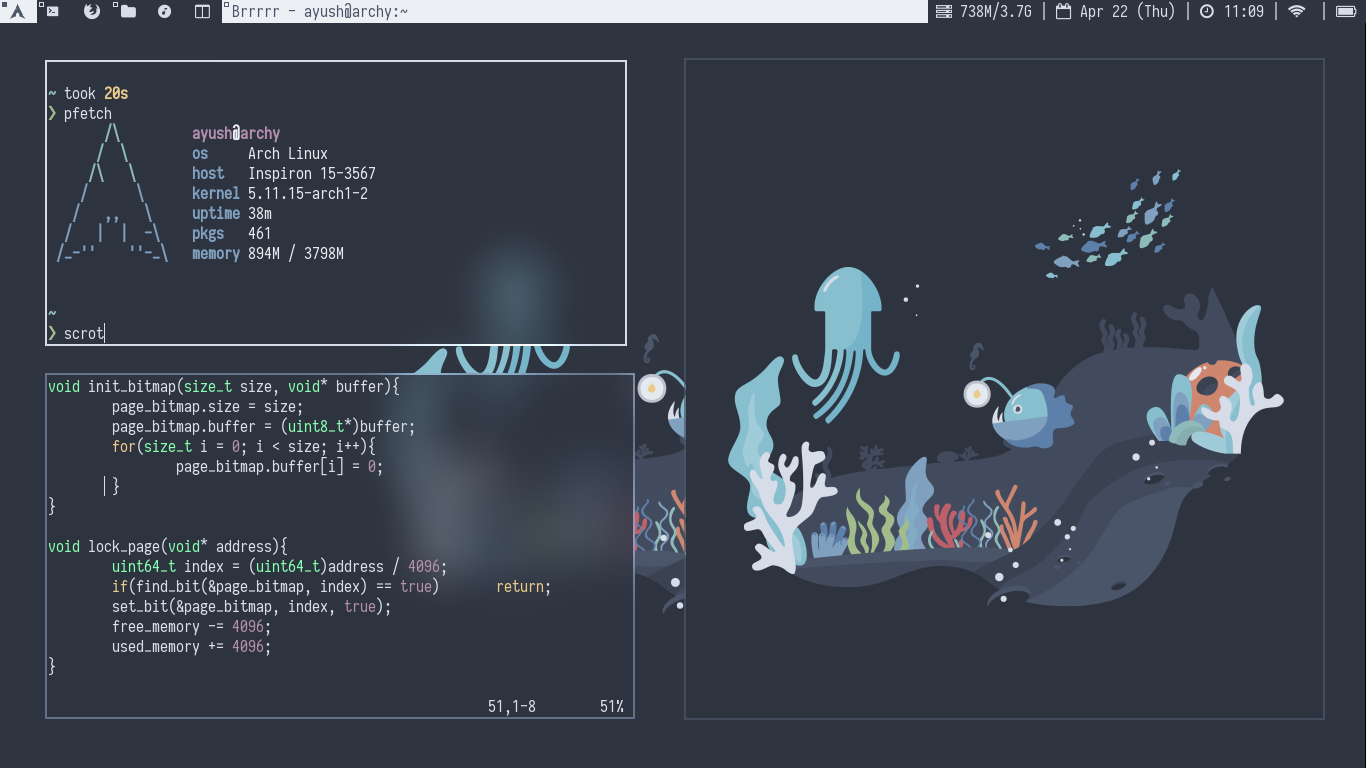 Brrrrr - ayush@archy:~
738M/3.7G | Apr 22 (Thu) | 11:09 |
~ took 20s
❯ pfetch
ayush@archy
os Arch Linux
host Inspiron 15-3567
kernel 5.11.15-arch1-2
uptime 38m
pkgs 461
memory 894M / 3798M
~
❯ scrot
void init_bitmap(size_t size, void* buffer){
        page_bitmap.size = size;
        page_bitmap.buffer = (uint8_t*)buffer;
        for(size_t i = 0; i < size; i++){
                page_bitmap.buffer[i] = 0;
        }
}
void lock_page(void* address){
        uint64_t index = (uint64_t)address / 4096;
        if(find_bit(&page_bitmap, index) == true)       return;
        set_bit(&page_bitmap, index, true);
        free_memory -= 4096;
        used_memory += 4096;
}
51,1-8 51%